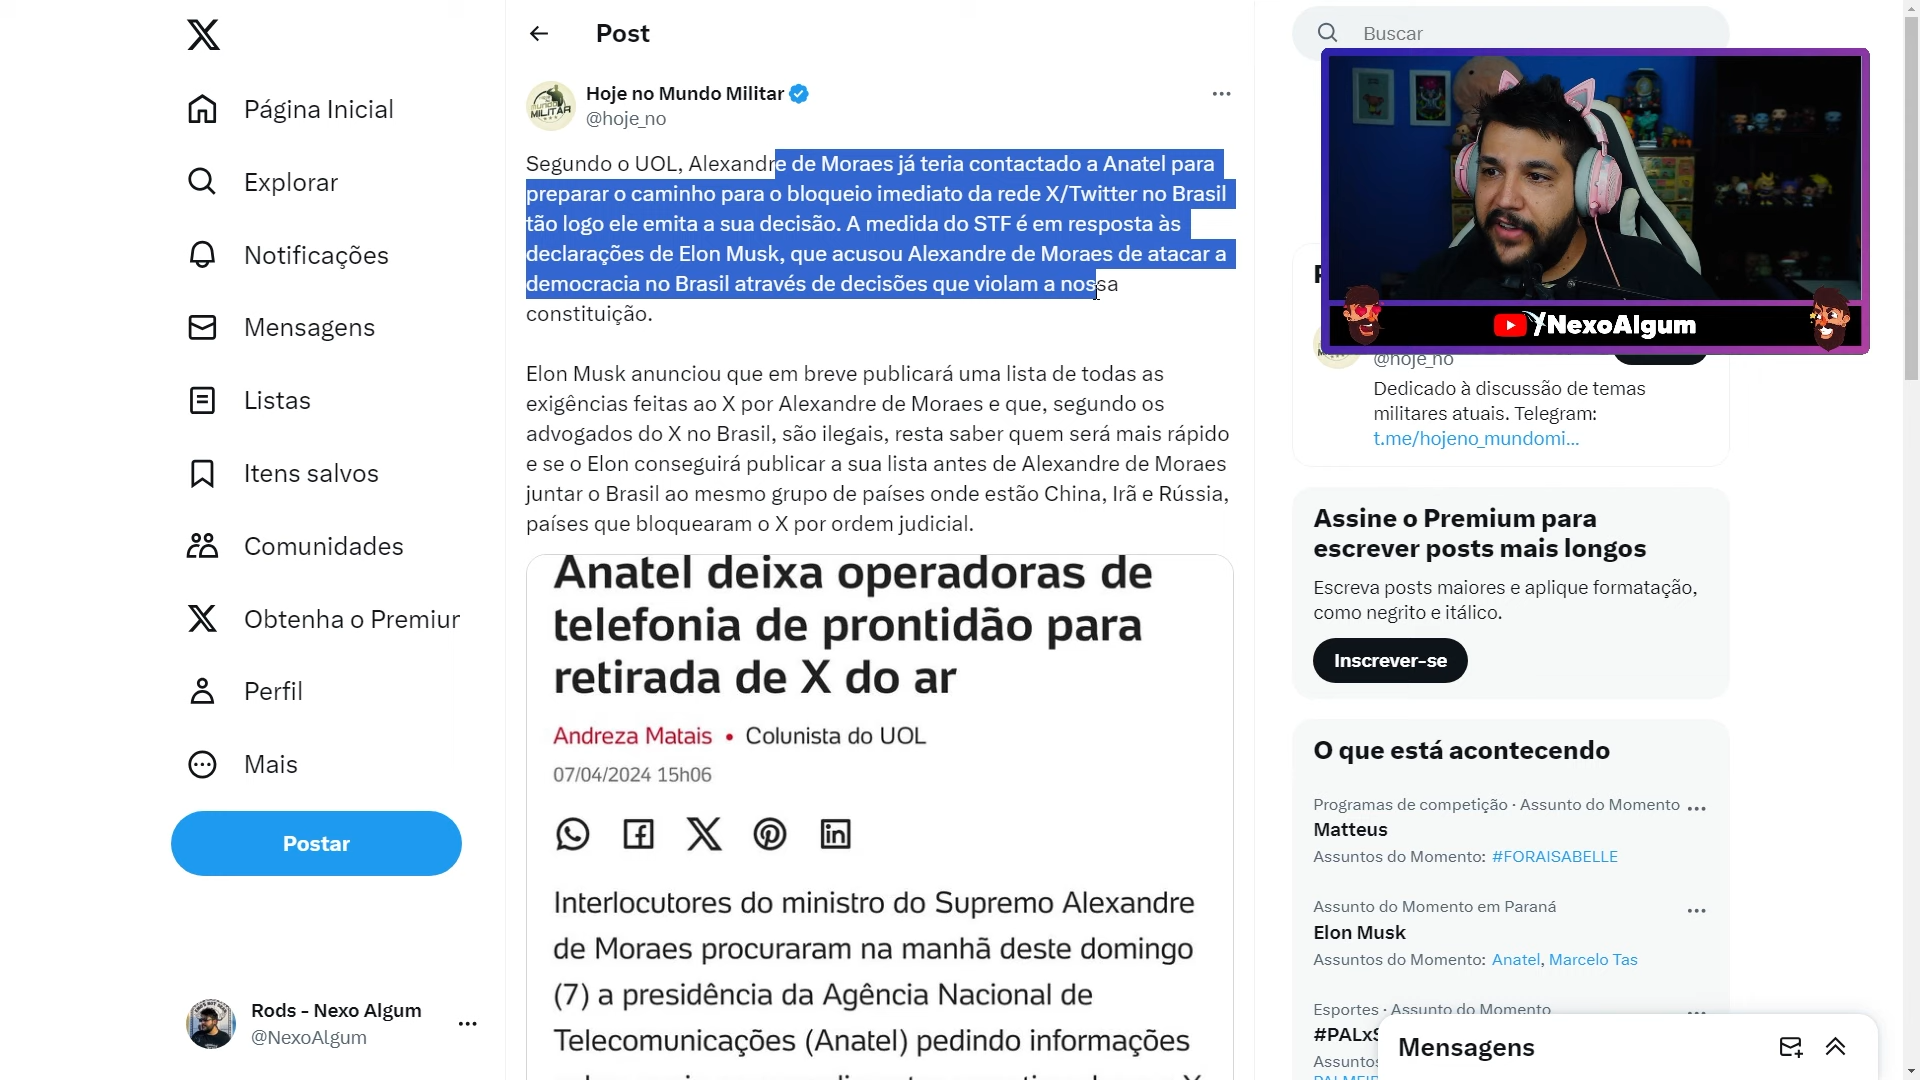 Página Inicial
Explorar
Notificações
Mensagens
Listas
Itens salvos
Comunidades
Obtenha o Premiur
Perfil
Mais
Postar
Rods - Nexo Algum
@NexoAlgum
Post
Hoje no Mundo Militar
@hoje_no
Segundo o UOL, Alexandre de Moraes já teria contactado a Anatel para
preparar o caminho para o bloqueio imediato da rede X/Twitter no Brasil
tão logo ele emita a sua decisão. A medida do STF é em resposta às
declarações de Elon Musk, que acusou Alexandre de Moraes de atacar a
democracia no Brasil através de decisões que violam a nossa
constituição.
Elon Musk anunciou que em breve publicará uma lista de todas as
exigências feitas ao X por Alexandre de Moraes e que, segundo os
advogados do X no Brasil, são ilegais, resta saber quem será mais rápido
e se o Elon conseguirá publicar a sua lista antes de Alexandre de Moraes
juntar o Brasil ao mesmo grupo de países onde estão China, Irã e Rússia,
países que bloquearam o X por ordem judicial.
Anatel deixa operadoras de
telefonia de prontidão para
retirada de X do ar
Andreza Matais • Colunista do UOL
07/04/2024 15h06
Interlocutores do ministro do Supremo Alexandre
de Moraes procuraram na manhã deste domingo
(7) a presidência da Agência Nacional de
Telecomunicações (Anatel) pedindo informações
Buscar
/NexoAlgum
@hoje_no
Dedicado à discussão de temas
militares atuais. Telegram:
t.me/hojeno_mundomi...
Assine o Premium para
escrever posts mais longos
Escreva posts maiores e aplique formatação,
como negrito e itálico.
Inscrever-se
O que está acontecendo
Programas de competição · Assunto do Momento
Matteus
Assuntos do Momento: #FORAISABELLE
Assunto do Momento em Paraná
Elon Musk
Assuntos do Momento: Anatel, Marcelo Tas
Esportes · Assunto do Momento
#PALxS
Assuntos
Mensagens